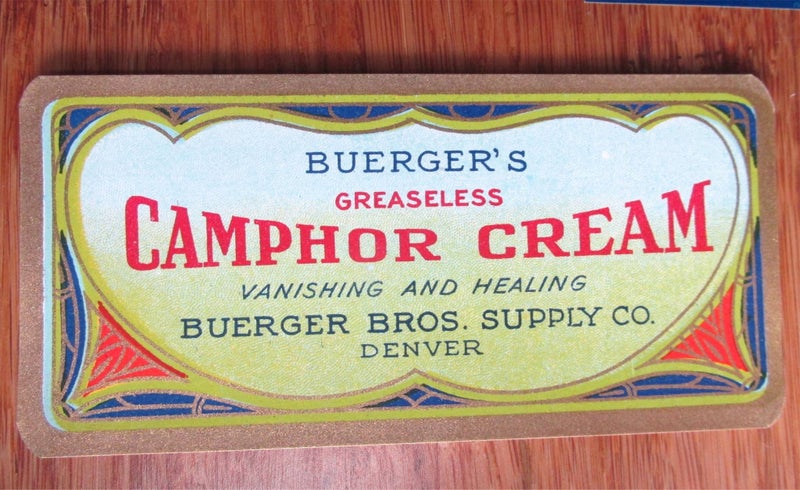 BUERGER'S
GREASELESS
CAMPHOR CREAM
VANISHING AND HEALING
BUERGER BROS. SUPPLY CO.
DENVER